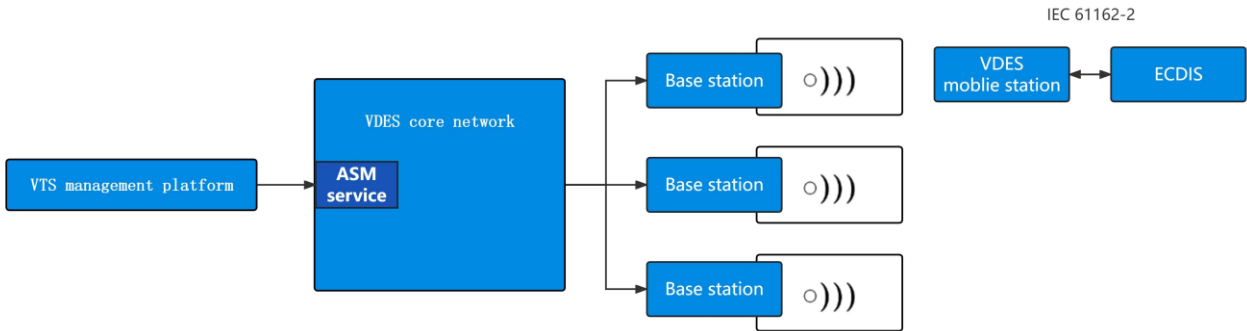 IEC 61162-2
Base station
VDES
moblie station
ECDIS
VDES core network
VTS management platform
ASM
service
Base station
Base station